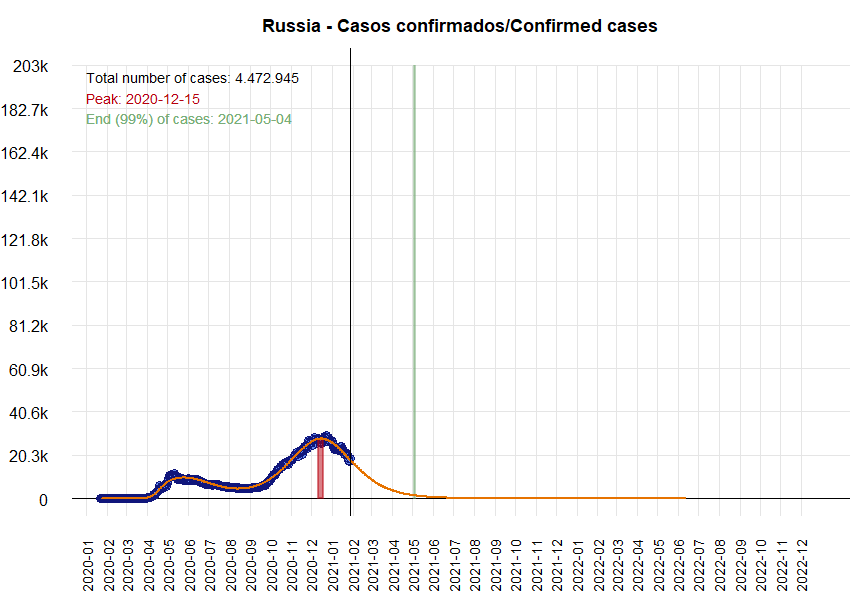 Russia - Casos confirmados/Confirmed cases
203k
182.7k
162.4k
142.1k
121.8k
101.5k
81.2k
60.9k
40.6k
20.3k
0
Total number of cases: 4.472.945
Peak: 2020-12-15
End (99%) of cases: 2021-05-04
2020-01
2020-02
2020-03
2020-04
2020-05
2020-06
2020-07
2020-08
2020-09
2020-10
2020-11
2020-12
2021-01
2021-02
2021-03
2021-04
2021-05
2021-06
2021-07
2021-08
2021-09
2021-10
2021-11
2021-12
2022-01
2022-02
2022-03
2022-04
2022-05
2022-06
2022-07
2022-08
2022-09
2022-10
2022-11
2022-12